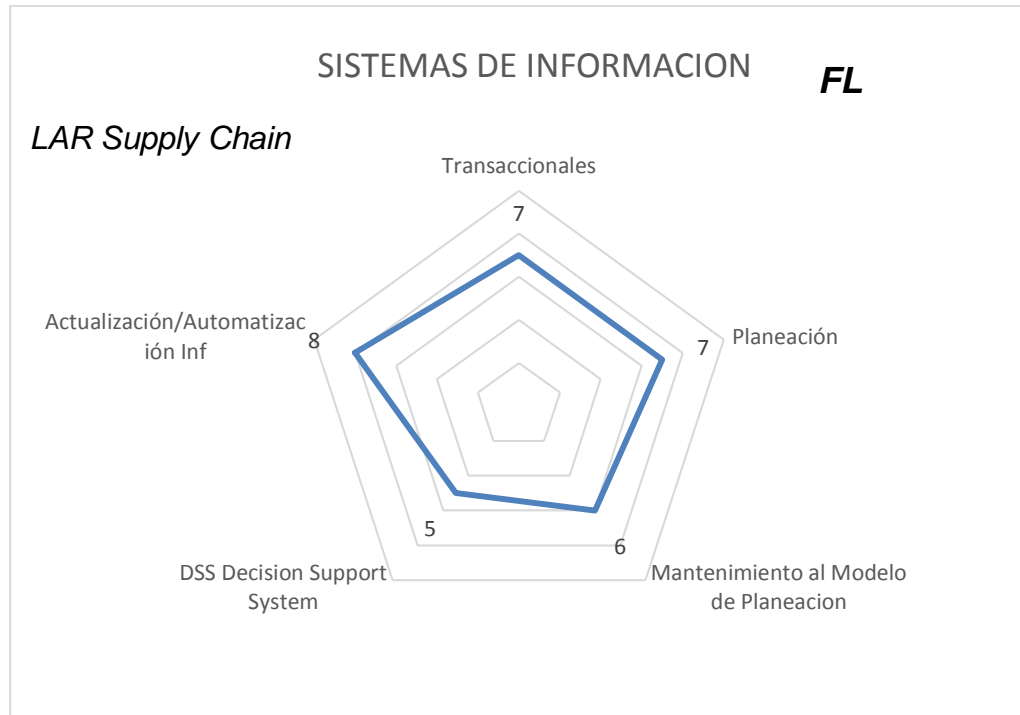 SISTEMAS DE INFORMACION
FL
LAR Supply Chain
Transaccionales
7
Actualización/Automatizac
ión Inf
8
7
Planeación
5
6
DSS Decision Support
System
Mantenimiento al Modelo
de Planeacion